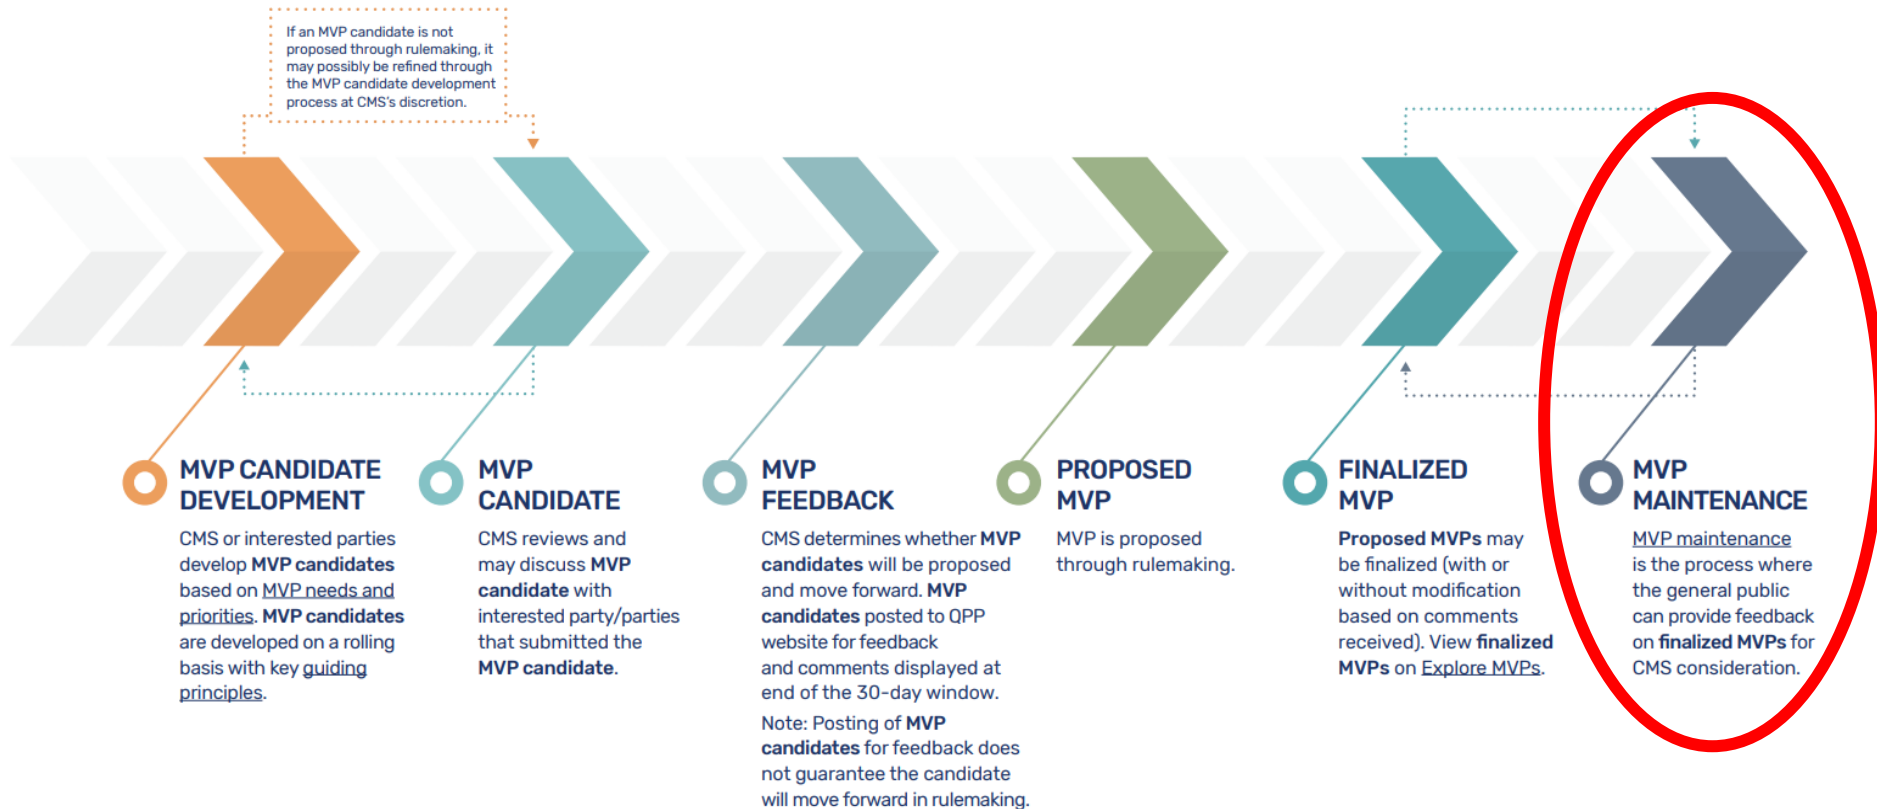 If an MVP candidate is not
proposed through rulemaking, it
may possibly be refined through
the MVP candidate development
process at CMS's discretion.
MVP CANDIDATE
DEVELOPMENT
CMS or interested parties
develop MVP candidates
based on MVP needs and
priorities. MVP candidates
are developed on a rolling
basis with key guiding
principles.
MVP
CANDIDATE
CMS reviews and
may discuss MVP
candidate with
interested party/parties
that submitted the
MVP candidate.
MVP
FEEDBACK
CMS determines whether MVP
candidates will be proposed
and move forward. MVP
candidates posted to QPP
website for feedback
and comments displayed at
end of the 30-day window.
Note: Posting of MVP
candidates for feedback does
not guarantee the candidate
will move forward in rulemaking.
PROPOSED
MVP
MVP is proposed
through rulemaking.
FINALIZED
MVP
Proposed MVPs may
be finalized (with or
without modification
based on comments
received). View finalized
MVPs on Explore MVPs.
MVP
MAINTENANCE
MVP maintenance
is the process where
the general public
can provide feedback
on finalized MVPs for
CMS consideration.